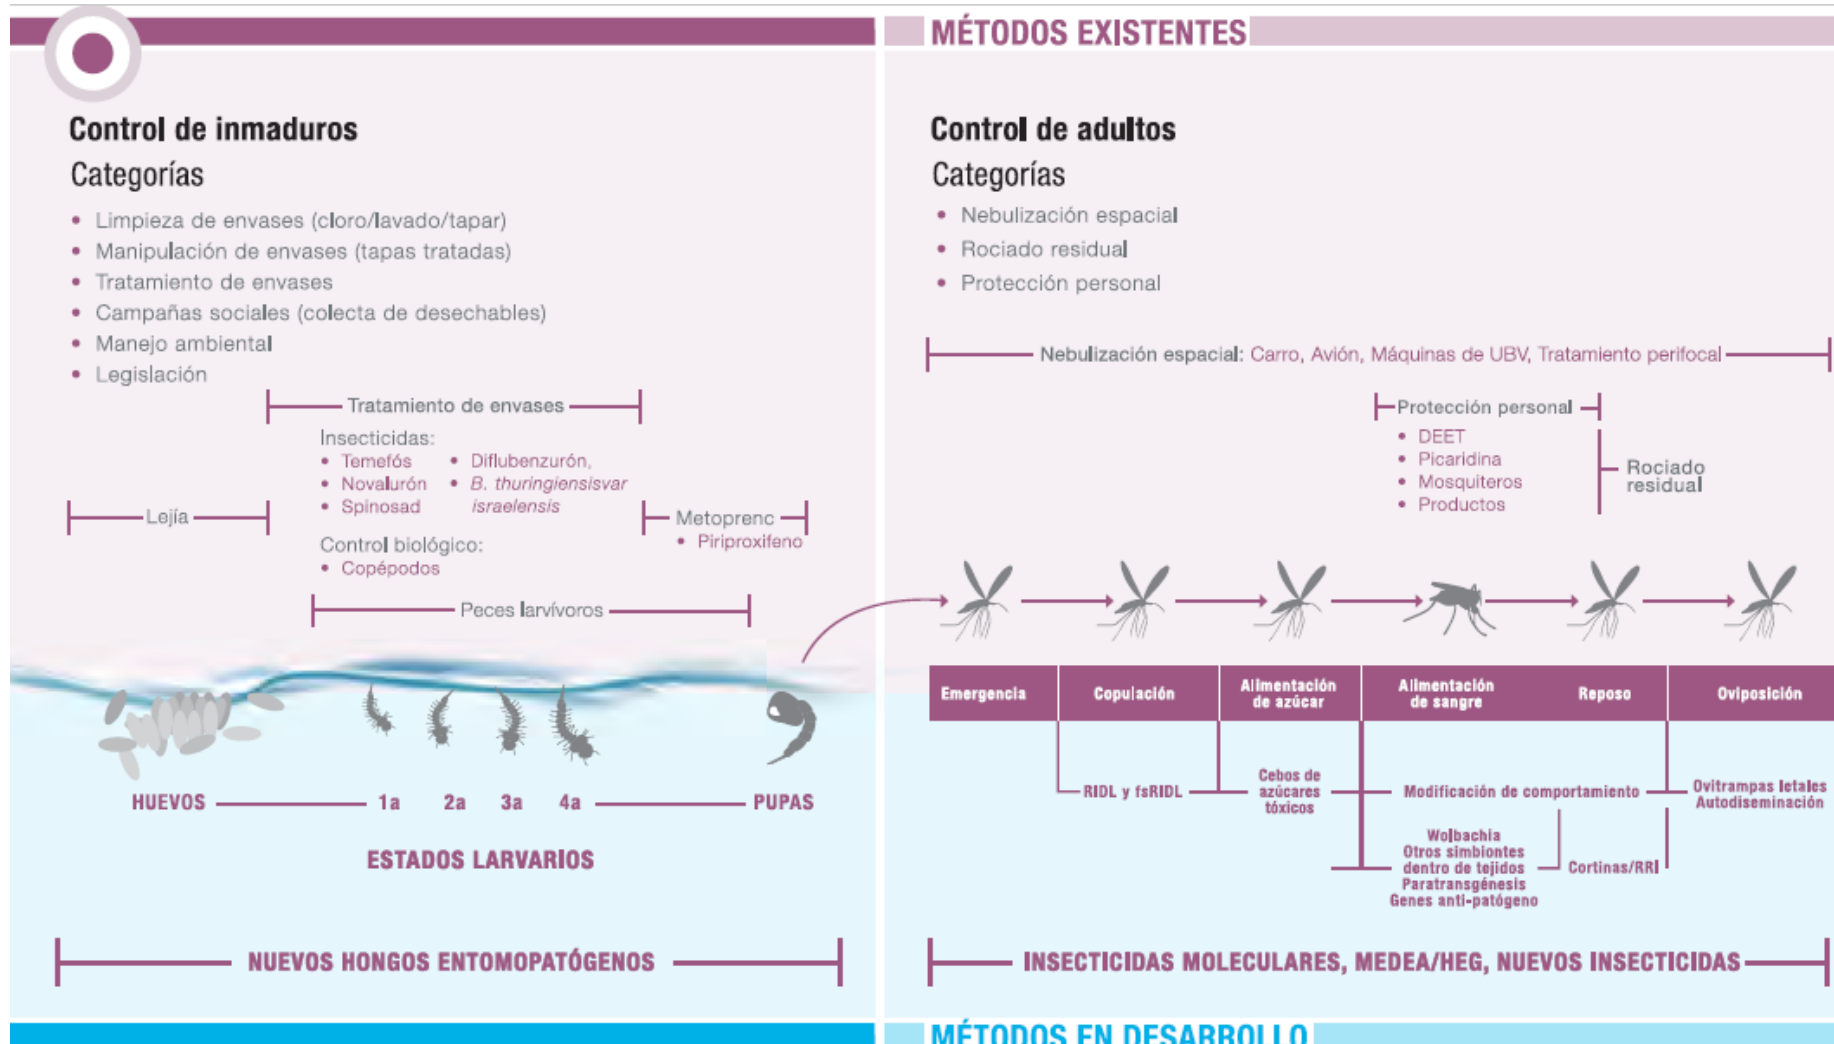 MÉTODOS EXISTENTES
Control de inmaduros
Categorías
• Limpieza de envases (cloro/lavado/tapar)
• Manipulación de envases (tapas tratadas)
• Tratamiento de envases
• Campañas sociales (colecta de desechables)
• Manejo ambiental
• Legislación
Tratamiento de envases
Insecticidas:
• Temefós
• Novalurón
• Spinosad
• Diflubenzurón,
• B. thuringiensisvar
israelensis
Lejía
Metoprenc
• Piriproxifeno
Control biológico:
• Copépodos
Peces larvívoros
HUEVOS
1a 2a 3a 4a
PUPAS
ESTADOS LARVARIOS
NUEVOS HONGOS ENTOMOPATÓGENOS
Control de adultos
Categorías
• Nebulización espacial
• Rociado residual
• Protección personal
Nebulización espacial: Carro, Avión, Máquinas de UBV, Tratamiento perifocal
Protección personal
• DEET
• Picaridina
• Mosquiteros
• Productos
Rociado
residual
Emergencia
Copulación
Alimentación
de azúcar
Alimentación
de sangre
Reposo
Oviposición
RIDL y fsRIDL
Cebos de
azúcares
tóxicos
Modificación de comportamiento
Ovitrampas letales
Autodiseminación
Wolbachia
Otros simbiontes
dentro de tejidos
Paratransgénesis
Genes anti-patógeno
Cortinas/RRI
INSECTICIDAS MOLECULARES, MEDEA/HEG, NUEVOS INSECTICIDAS
MÉTODOS EN DESARROLLO